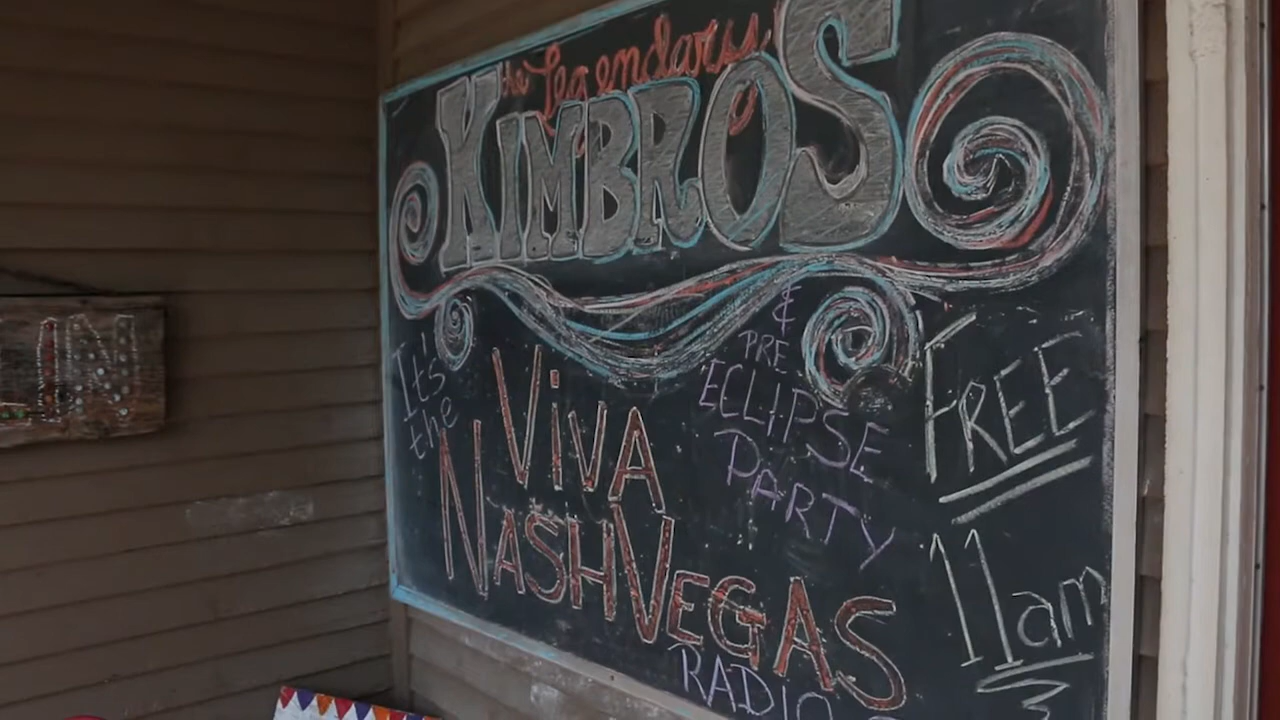 the Legendary
KIMBROS
It's
the
VivA
NASHVEGAS
RADIO
&
PRE
ECLIPSE
PARTY
FREE
11am